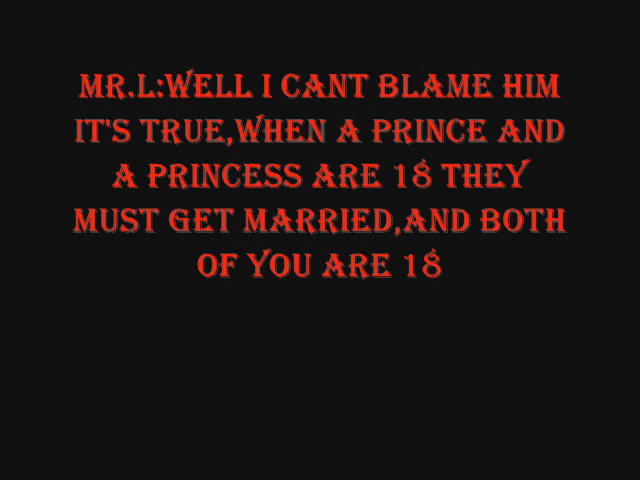 MR.L:WELL I CANT BLAME HIM
IT'S TRUE,WHEN A PRINCE AND
A PRINCESS ARE 18 THEY
MUST GET MARRIED,AND BOTH
OF YOU ARE 18